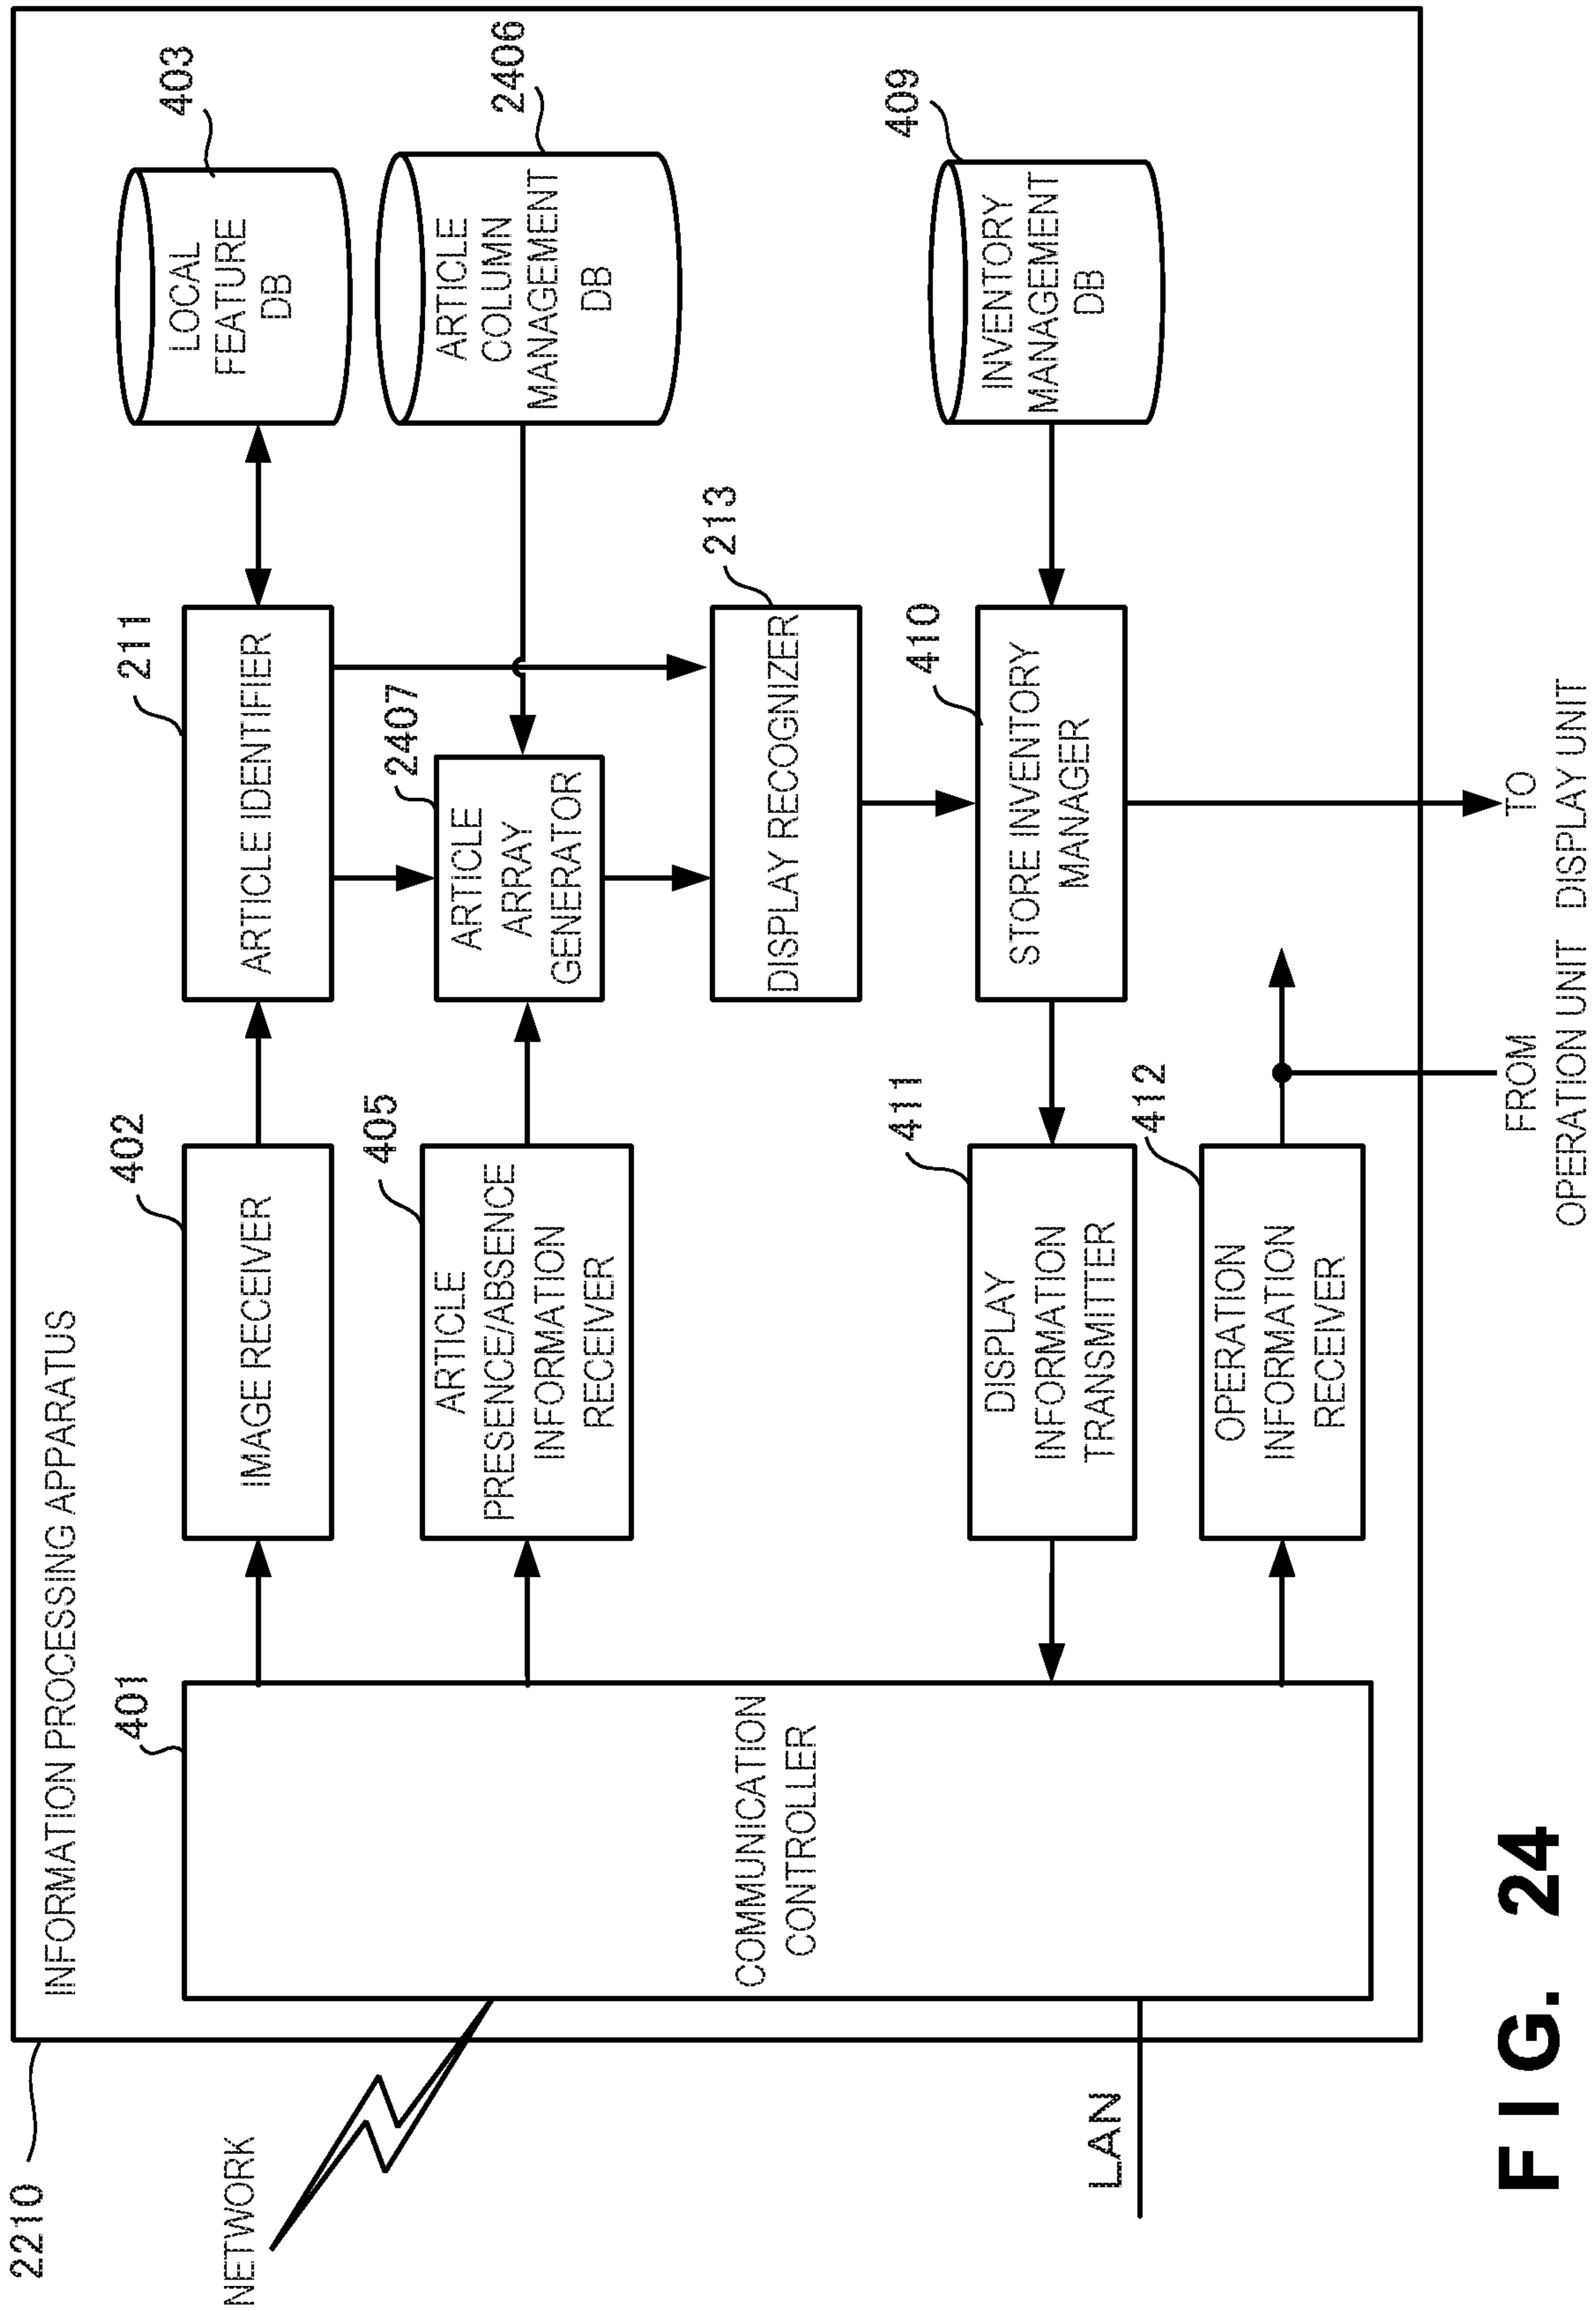 2210
INFORMATION PROCESSING APPARATUS
NETWORK
LAN
401
COMMUNICATION
CONTROLLER
402
IMAGE RECEIVER
405
ARTICLE
PRESENCE/ABSENCE
INFORMATION
RECEIVER
411
DISPLAY
INFORMATION
TRANSMITTER
412
OPERATION
INFORMATION
RECEIVER
211
ARTICLE IDENTIFIER
2407
ARTICLE
ARRAY
GENERATOR
213
DISPLAY RECOGNIZER
410
STORE INVENTORY
MANAGER
403
LOCAL
FEATURE
DB
2406
ARTICLE
COLUMN
MANAGEMENT
DB
409
INVENTORY
MANAGEMENT
DB
FROM
OPERATION UNIT
TO
DISPLAY UNIT
FIG. 24